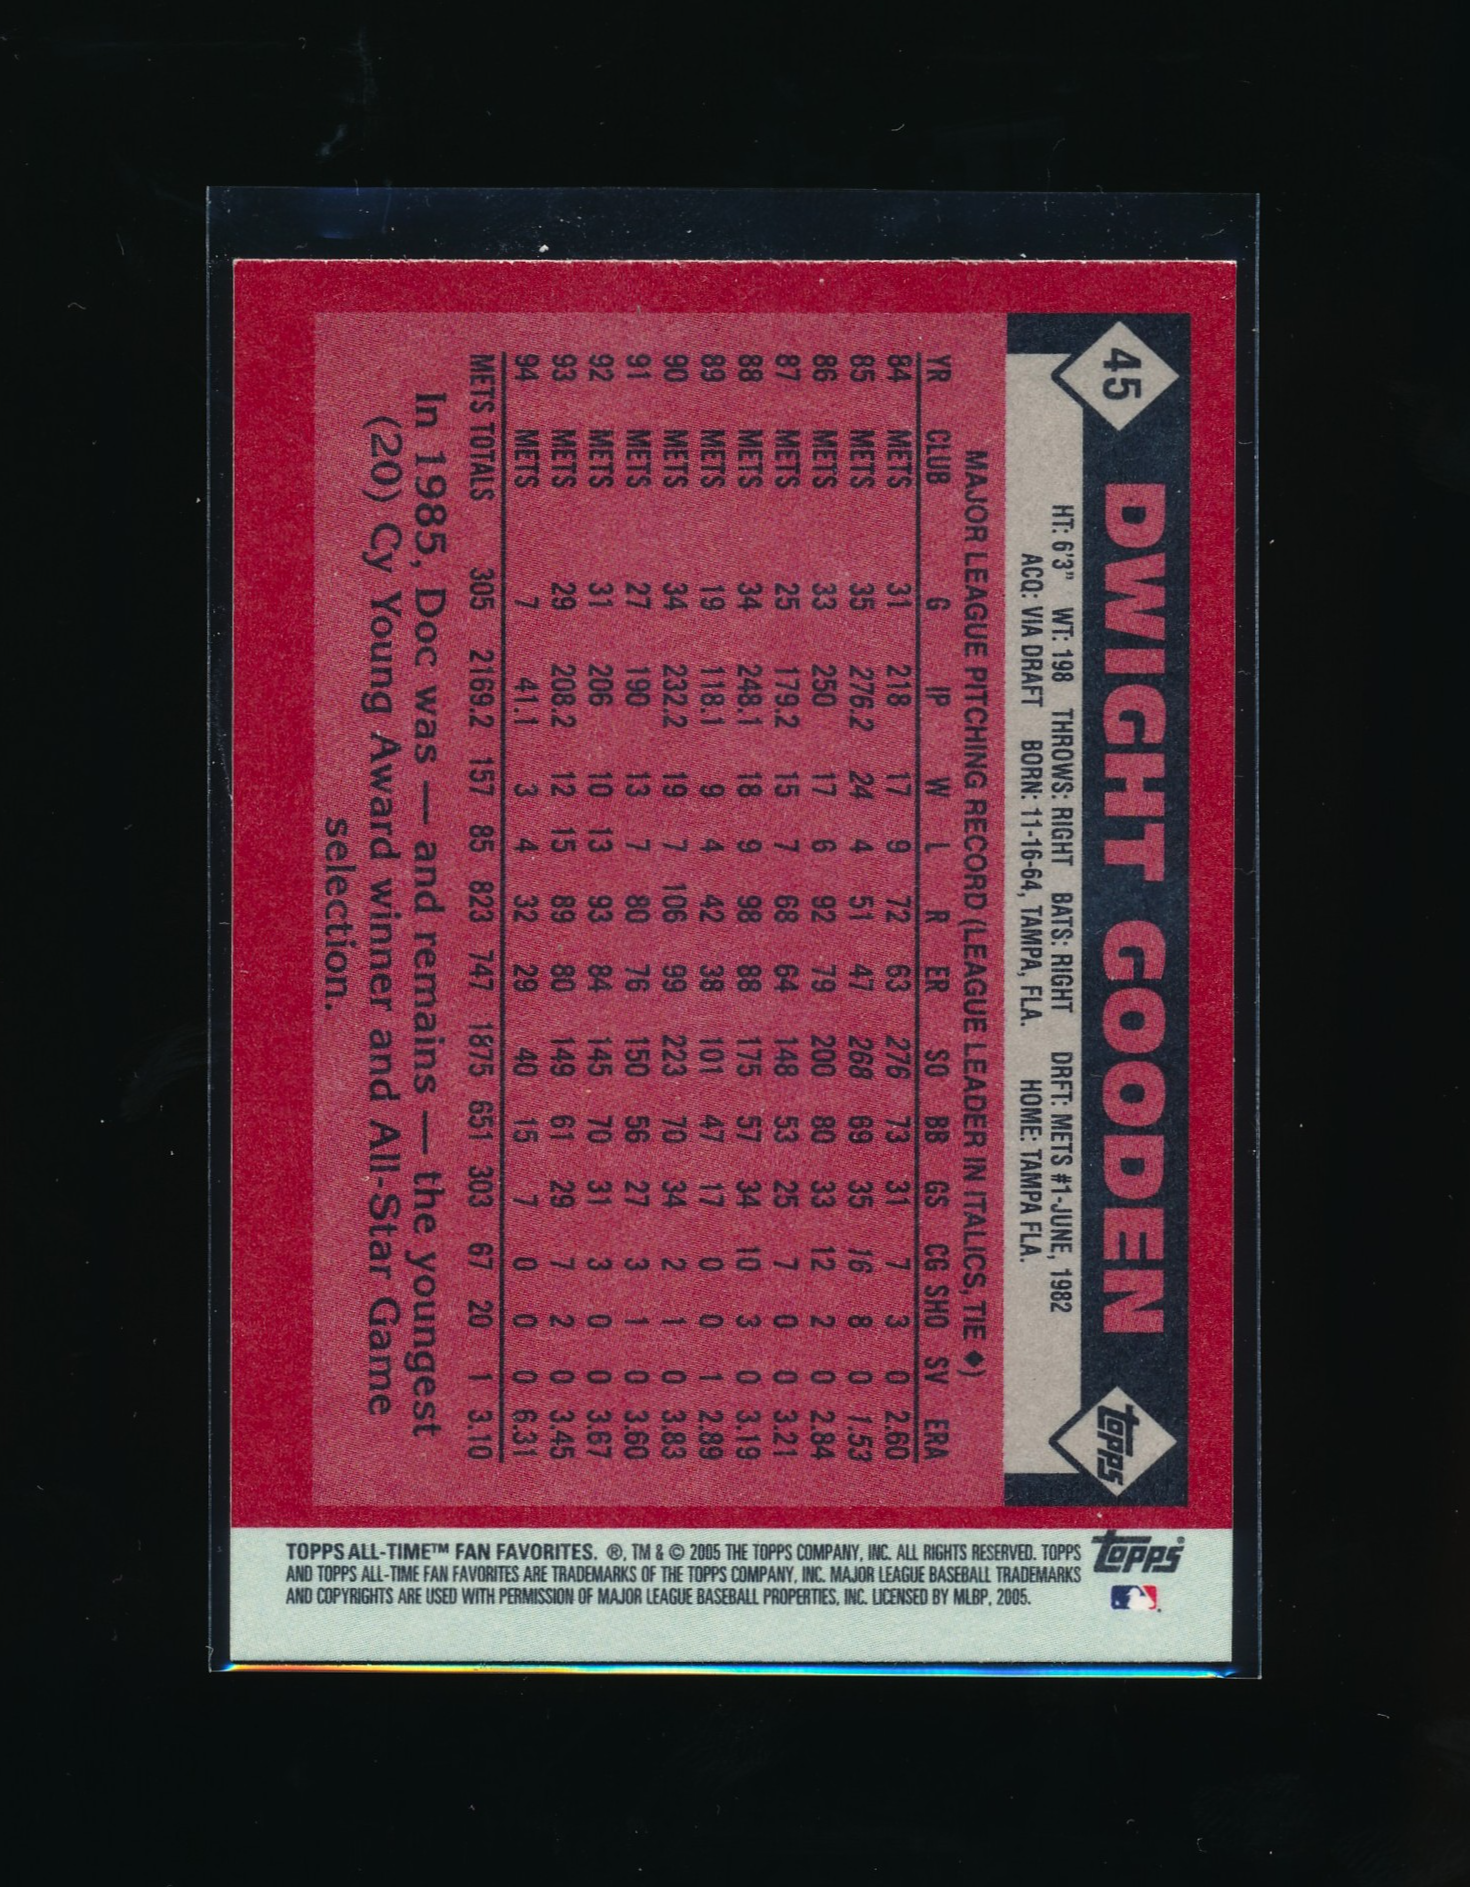 45 DWIGHT GOODEN topps
HT: 6'3" WT: 198 THROWS: RIGHT BATS: RIGHT DRFT: METS #1-JUNE, 1982
ACQ: VIA DRAFT BORN: 11-16-64, TAMPA, FLA. HOME: TAMPA FLA.
MAJOR LEAGUE PITCHING RECORD (LEAGUE LEADER IN ITALICS, TIE ◆)
YR CLUB G IP W L R ER SO BB GS CG SHO SV ERA
84 METS 31 218 17 9 72 63 276 73 31 7 3 0 2.60
85 METS 35 276.2 24 4 51 47 268 69 35 16 8 0 1.53
86 METS 33 250 17 6 92 79 200 80 33 12 2 0 2.84
87 METS 25 179.2 15 7 68 64 148 53 25 7 0 0 3.21
88 METS 34 248.1 18 9 98 88 175 57 34 10 3 0 3.19
89 METS 19 118.1 9 4 42 38 101 47 17 0 0 1 2.89
90 METS 34 232.2 19 7 106 99 223 70 34 2 1 0 3.83
91 METS 27 190 13 7 80 76 150 56 27 3 1 0 3.60
92 METS 31 206 10 13 93 84 145 70 31 3 0 0 3.67
93 METS 29 208.2 12 15 89 80 149 61 29 7 2 0 3.45
94 METS 7 41.1 3 4 32 29 40 15 7 0 0 0 6.31
METS TOTALS 305 2169.2 157 85 823 747 1875 651 303 67 20 1 3.10
In 1985, Doc was — and remains — the youngest
(20) Cy Young Award winner and All-Star Game
selection.
TOPPS ALL-TIME™ FAN FAVORITES. ®, TM & © 2005 THE TOPPS COMPANY, INC. ALL RIGHTS RESERVED. TOPPS
AND TOPPS ALL-TIME FAN FAVORITES ARE TRADEMARKS OF THE TOPPS COMPANY, INC. MAJOR LEAGUE BASEBALL TRADEMARKS
AND COPYRIGHTS ARE USED WITH PERMISSION OF MAJOR LEAGUE BASEBALL PROPERTIES, INC. LICENSED BY MLBP, 2005.
topps